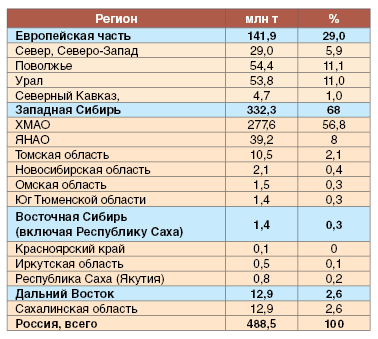 Регион млн т %
Европейская часть 141,9 29,0
Север, Северо-Запад 29,0 5,9
Поволжье 54,4 11,1
Урал 53,8 11,0
Северный Кавказ, 4,7 1,0
Западная Сибирь 332,3 68
ХМАО 277,6 56,8
ЯНАО 39,2 8
Томская область 10,5 2,1
Новосибирская область 2,1 0,4
Омская область 1,5 0,3
Юг Тюменской области 1,4 0,3
Восточная Сибирь
(включая Республику Саха) 1,4 0,3
Красноярский край 0,1 0
Иркутская область 0,5 0,1
Республика Саха (Якутия) 0,8 0,2
Дальний Восток 12,9 2,6
Сахалинская область 12,9 2,6
Россия, всего 488,5 100